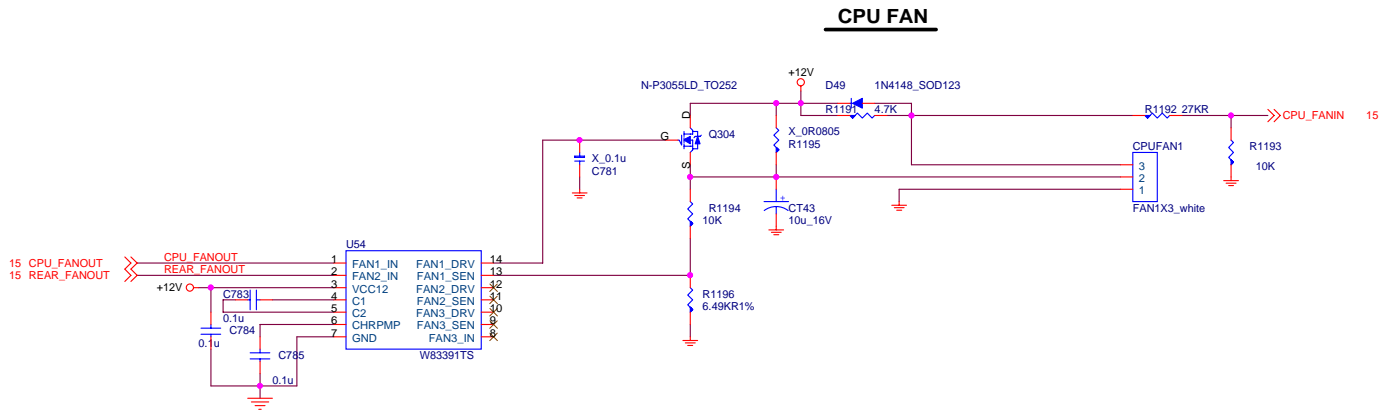 CPU FAN
+12V
N-P3055LD_TO252
D49
1N4148_SOD123
R1191
4.7K
R1192
27KR
CPU_FANIN
15
D
G
S
Q304
X_0R0805
R1195
X_0.1u
C781
CPUFAN1
3
2
1
FAN1X3_white
R1193
10K
R1194
10K
CT43
+
10u_16V
U54
15
CPU_FANOUT
CPU_FANOUT
15
REAR_FANOUT
REAR_FANOUT
+12V
C783
0.1u
C784
0.1u
C785
0.1u
1
FAN1_IN
FAN1_DRV
14
2
FAN2_IN
FAN1_SEN
13
3
VCC12
FAN2_DRV
12
4
C1
FAN2_SEN
11
5
C2
FAN3_DRV
10
6
CHRPMP
FAN3_SEN
9
7
GND
FAN3_IN
8
W83391TS
R1196
6.49KR1%